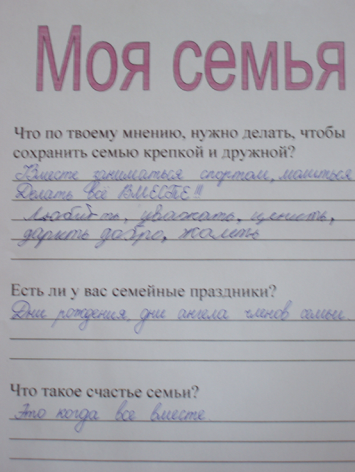 Моя семья
Что по твоему мнению, нужно делать, чтобы
сохранить семью крепкой и дружной?
Вместе заниматься спортом, молиться
Делать всё ВМЕСТЕ!!!
Любить, уважать, ценить,
дарить добро, жалеть
Есть ли у вас семейные праздники?
Дни рождения, дни ангела членов семьи.
Что такое счастье семьи?
Это когда все вместе